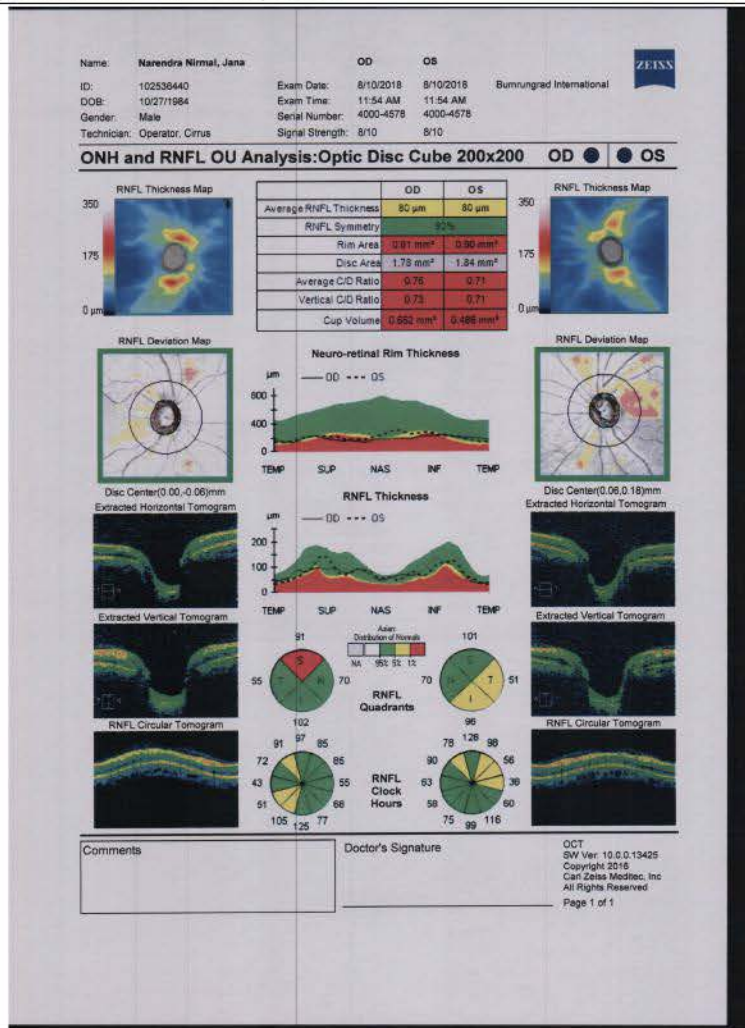 Name: Narendra Nirmal, Jana OD OS
ZEISS
ID: 102536440 Exam Date: 8/10/2018 8/10/2018 Bumrungrad International
DOB: 10/27/1984 Exam Time: 11:54 AM 11:54 AM
Gender: Male Serial Number: 4000-4578 4000-4578
Technician: Operator, Cirrus Signal Strength: 8/10 8/10
ONH and RNFL OU Analysis:Optic Disc Cube 200x200 OD OS
RNFL Thickness Map
350
175
0 µm
OD OS
Average RNFL Thickness 80 µm 80 µm
RNFL Symmetry
Rim Area 0.81 mm² 0.90 mm²
Disc Area 1.78 mm² 1.84 mm²
Average C/D Ratio 0.76 0.71
Vertical C/D Ratio 0.73 0.71
Cup Volume 0.552 mm³ 0.486 mm³
RNFL Thickness Map
350
175
0 µm
RNFL Deviation Map
Disc Center(0.00,-0.06)mm
Neuro-retinal Rim Thickness
µm OD OS
800
400
0
TEMP SUP NAS INF TEMP
RNFL Deviation Map
Disc Center(0.06,0.18)mm
Extracted Horizontal Tomogram
RNFL Thickness
µm OD OS
200
100
0
TEMP SUP NAS INF TEMP
Extracted Horizontal Tomogram
Extracted Vertical Tomogram
Extracted Vertical Tomogram
Asian
Distribution of Normals
NA 95% 5% 1%
91
S
55 T N 70
I
102
RNFL
Quadrants
101
S
70 N T 51
I
96
RNFL Circular Tomogram
RNFL Circular Tomogram
97
91 85
72 85
43 55
51 66
105 77
125
RNFL
Clock
Hours
126
78 98
90 56
63 36
58 60
75 116
99
Comments
Doctor's Signature
OCT
SW Ver: 10.0.0.13425
Copyright 2016
Carl Zeiss Meditec, Inc
All Rights Reserved
Page 1 of 1